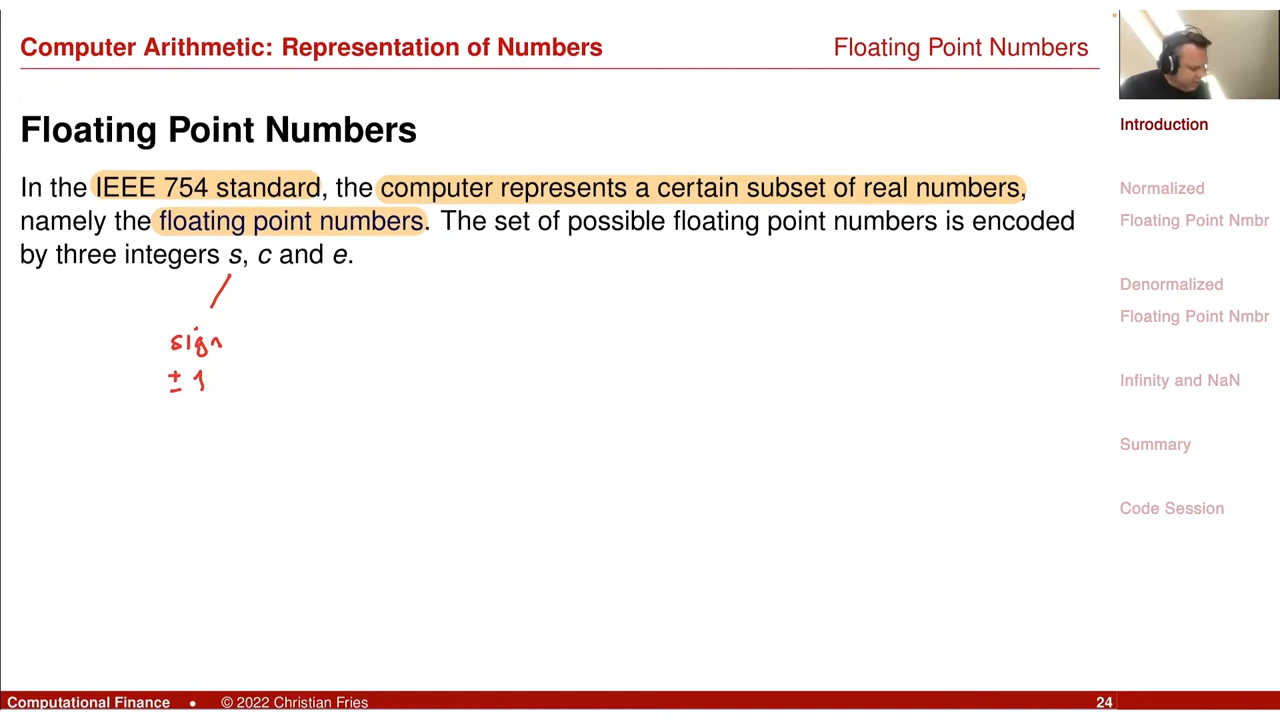 Computer Arithmetic: Representation of Numbers
Floating Point Numbers
Floating Point Numbers
In the IEEE 754 standard, the computer represents a certain subset of real numbers,
namely the floating point numbers. The set of possible floating point numbers is encoded
by three integers s, c and e.
sign
± 1
Introduction
Normalized
Floating Point Nmbr
Denormalized
Floating Point Nmbr
Infinity and NaN
Summary
Code Session
Computational Finance • © 2022 Christian Fries 24